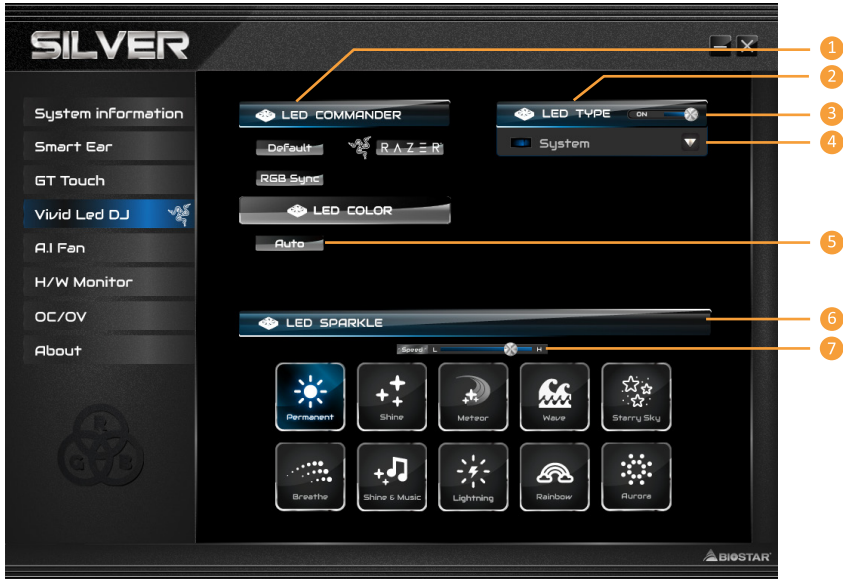 SILVER
1
2
System information
LED COMMANDER
LED TYPE
ON
3
Smart Ear
Default
RAZER
System
4
GT Touch
RGB Sync
Vivid Led DJ
LED COLOR
A.I Fan
Auto
5
H/W Monitor
OC/OV
LED SPARKLE
6
About
Speed L H
7
Permanent
Shine
Meteor
Wave
Starry Sky
R
G
B
Breathe
Shine & Music
Lightning
Rainbow
Aurora
BIOSTAR